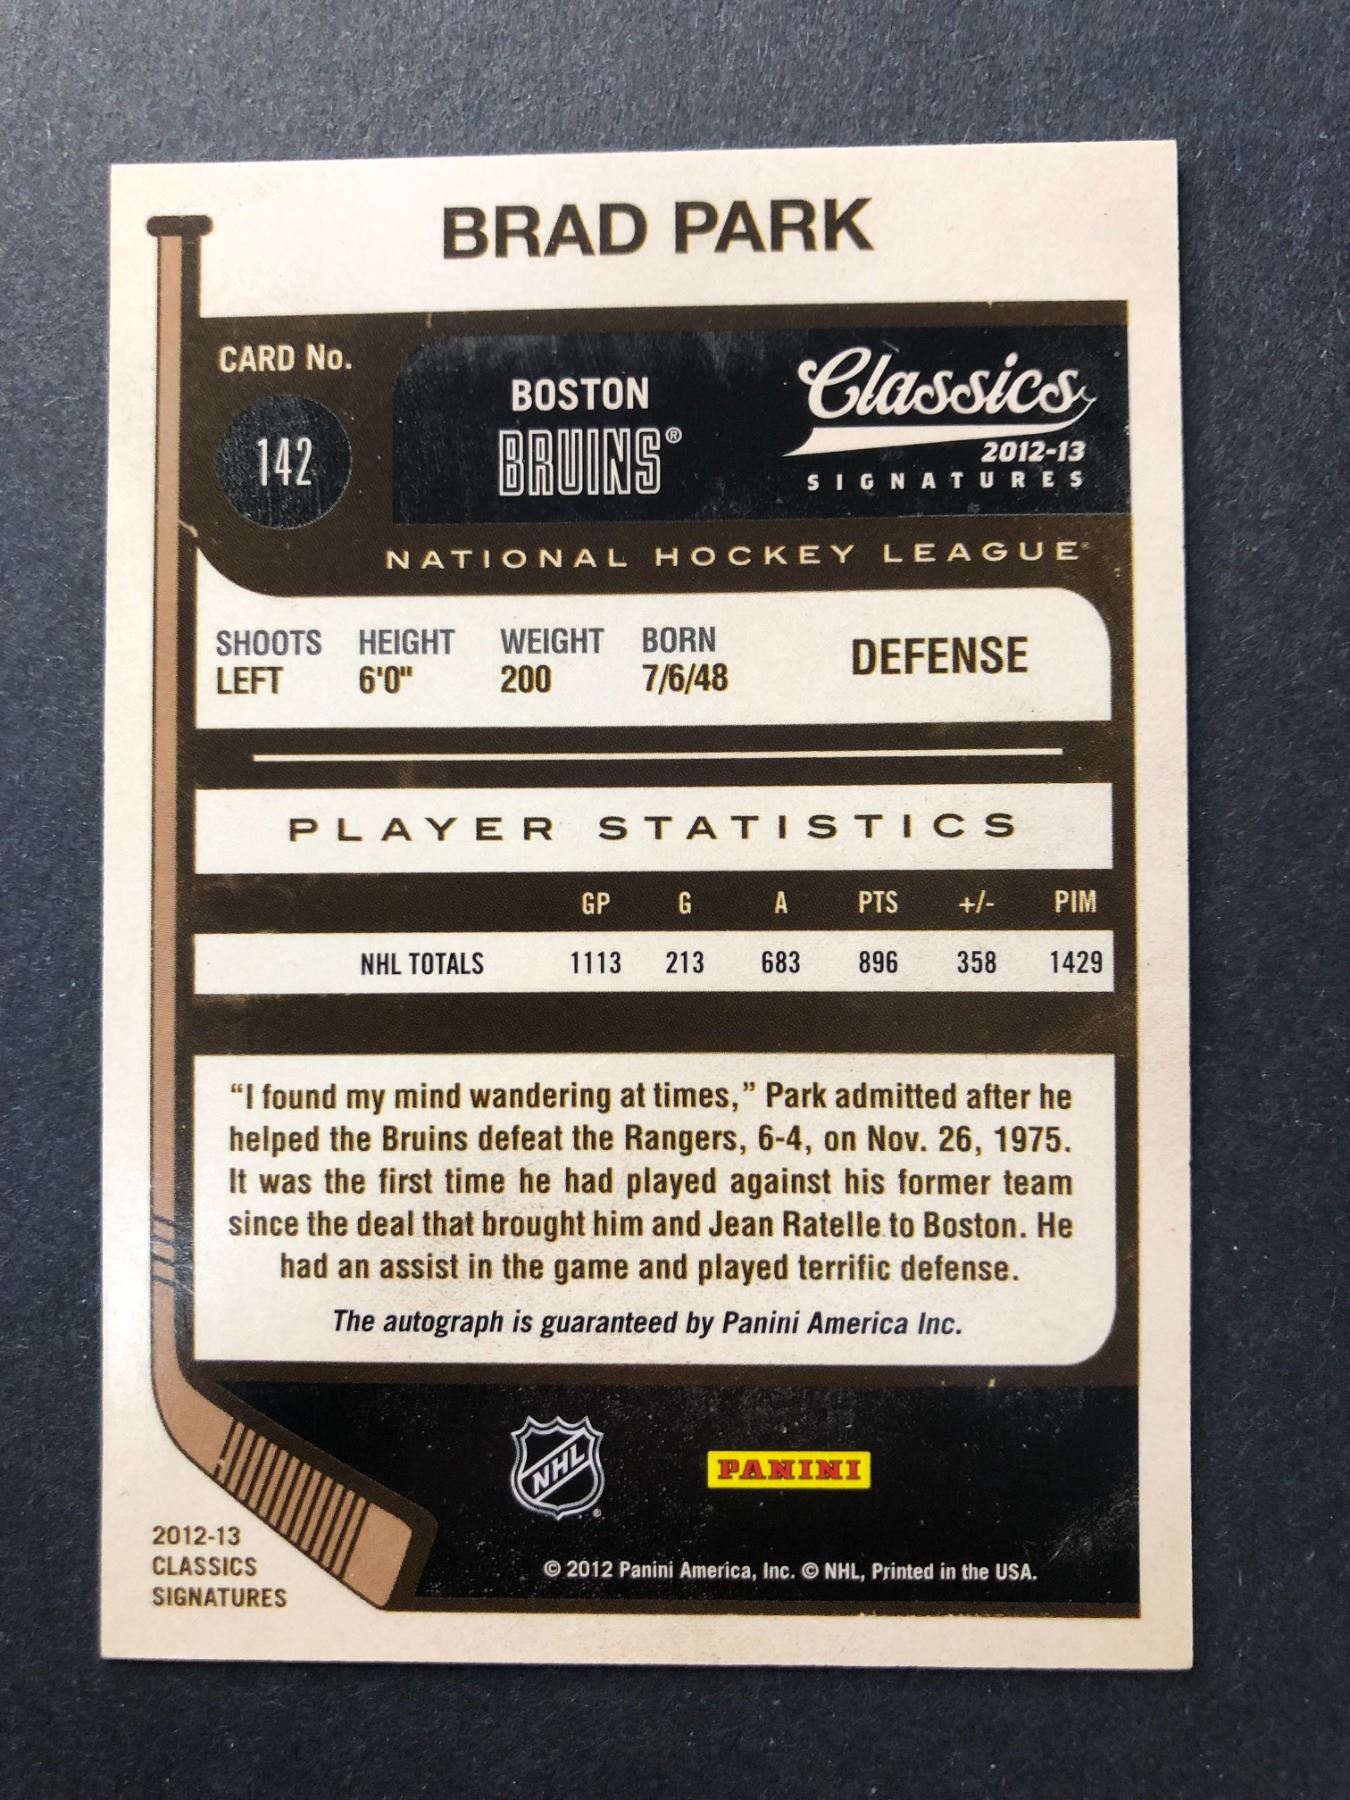 BRAD PARK
CARD No.
142
BOSTON
BRUINS®
Classics
2012-13
SIGNATURES
NATIONAL HOCKEY LEAGUE®
SHOOTS HEIGHT WEIGHT BORN
LEFT 6'0" 200 7/6/48
DEFENSE
PLAYER STATISTICS
GP G A PTS +/- PIM
NHL TOTALS 1113 213 683 896 358 1429
“I found my mind wandering at times,” Park admitted after he
helped the Bruins defeat the Rangers, 6-4, on Nov. 26, 1975.
It was the first time he had played against his former team
since the deal that brought him and Jean Ratelle to Boston. He
had an assist in the game and played terrific defense.
The autograph is guaranteed by Panini America Inc.
NHL®
PANINI
2012-13
CLASSICS
SIGNATURES
© 2012 Panini America, Inc. © NHL, Printed in the USA.